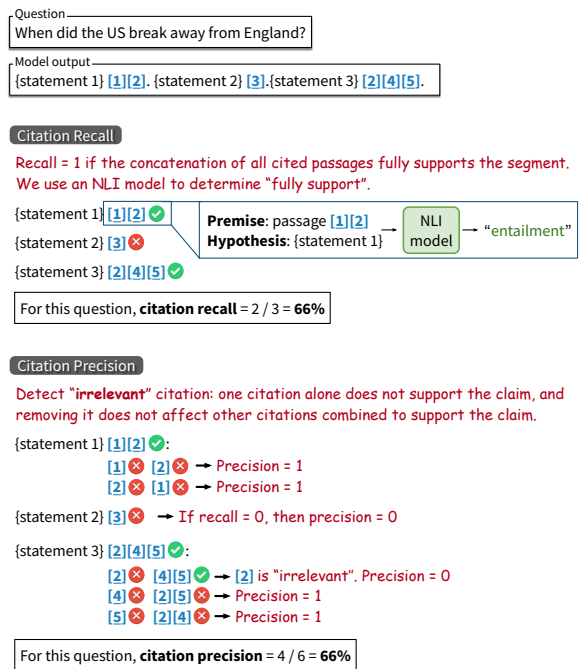 Question
When did the US break away from England?
Model output
{statement 1} [1][2]. {statement 2} [3].{statement 3} [2][4][5].
Citation Recall
Recall = 1 if the concatenation of all cited passages fully supports the segment.
We use an NLI model to determine “fully support”.
{statement 1} [1][2]
Premise: passage [1][2]
Hypothesis: {statement 1}
NLI
model
“entailment”
{statement 2} [3]
{statement 3} [2][4][5]
For this question, citation recall = 2 / 3 = 66%
Citation Precision
Detect “irrelevant” citation: one citation alone does not support the claim, and
removing it does not affect other citations combined to support the claim.
{statement 1} [1][2] :
[1] [2] → Precision = 1
[2] [1] → Precision = 1
{statement 2} [3] → If recall = 0, then precision = 0
{statement 3} [2][4][5] :
[2] [4][5] → [2] is “irrelevant”. Precision = 0
[4] [2][5] → Precision = 1
[5] [2][4] → Precision = 1
For this question, citation precision = 4 / 6 = 66%